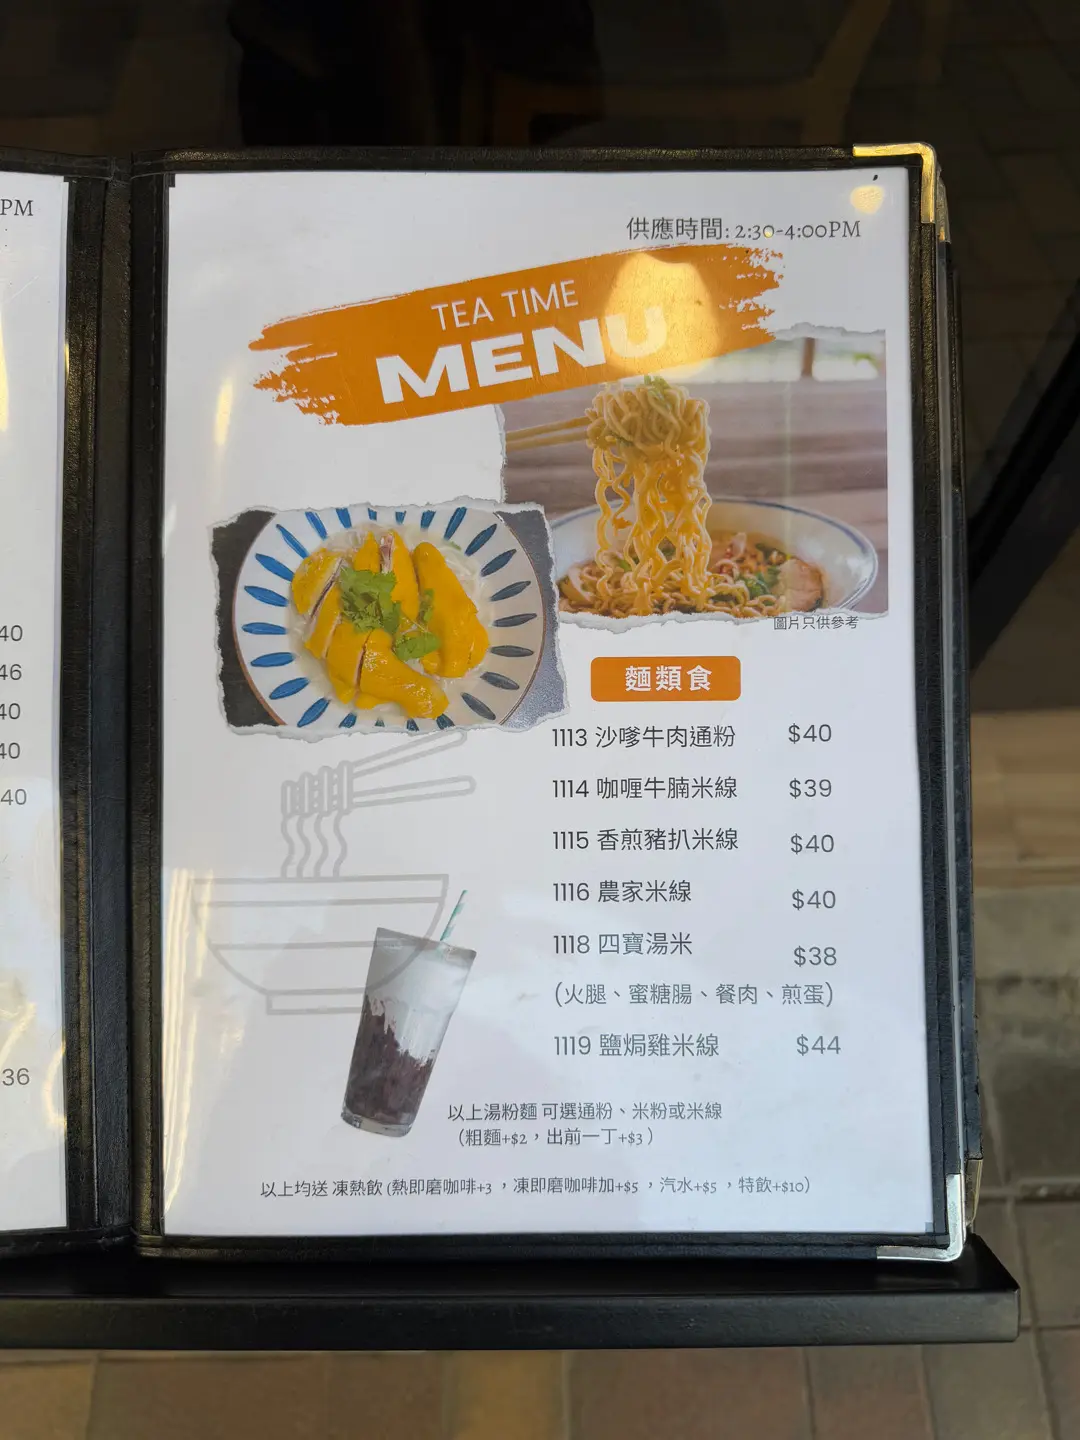 PM
40
46
40
40
40
36
供應時間: 2:30-4:00PM
TEA TIME
MENU
圖片只供參考
麵類食
1113 沙嗲牛肉通粉 $40
1114 咖喱牛腩米線 $39
1115 香煎豬扒米線 $40
1116 農家米線 $40
1118 四寶湯米 $38
(火腿、蜜糖腸、餐肉、煎蛋)
1119 鹽焗雞米線 $44
以上湯粉麵 可選通粉、米粉或米線
（粗麵+$2，出前一丁+$3）
以上均送 凍熱飲 (熱即磨咖啡+3 ，凍即磨咖啡加+$5 ，汽水+$5 ，特飲+$10)